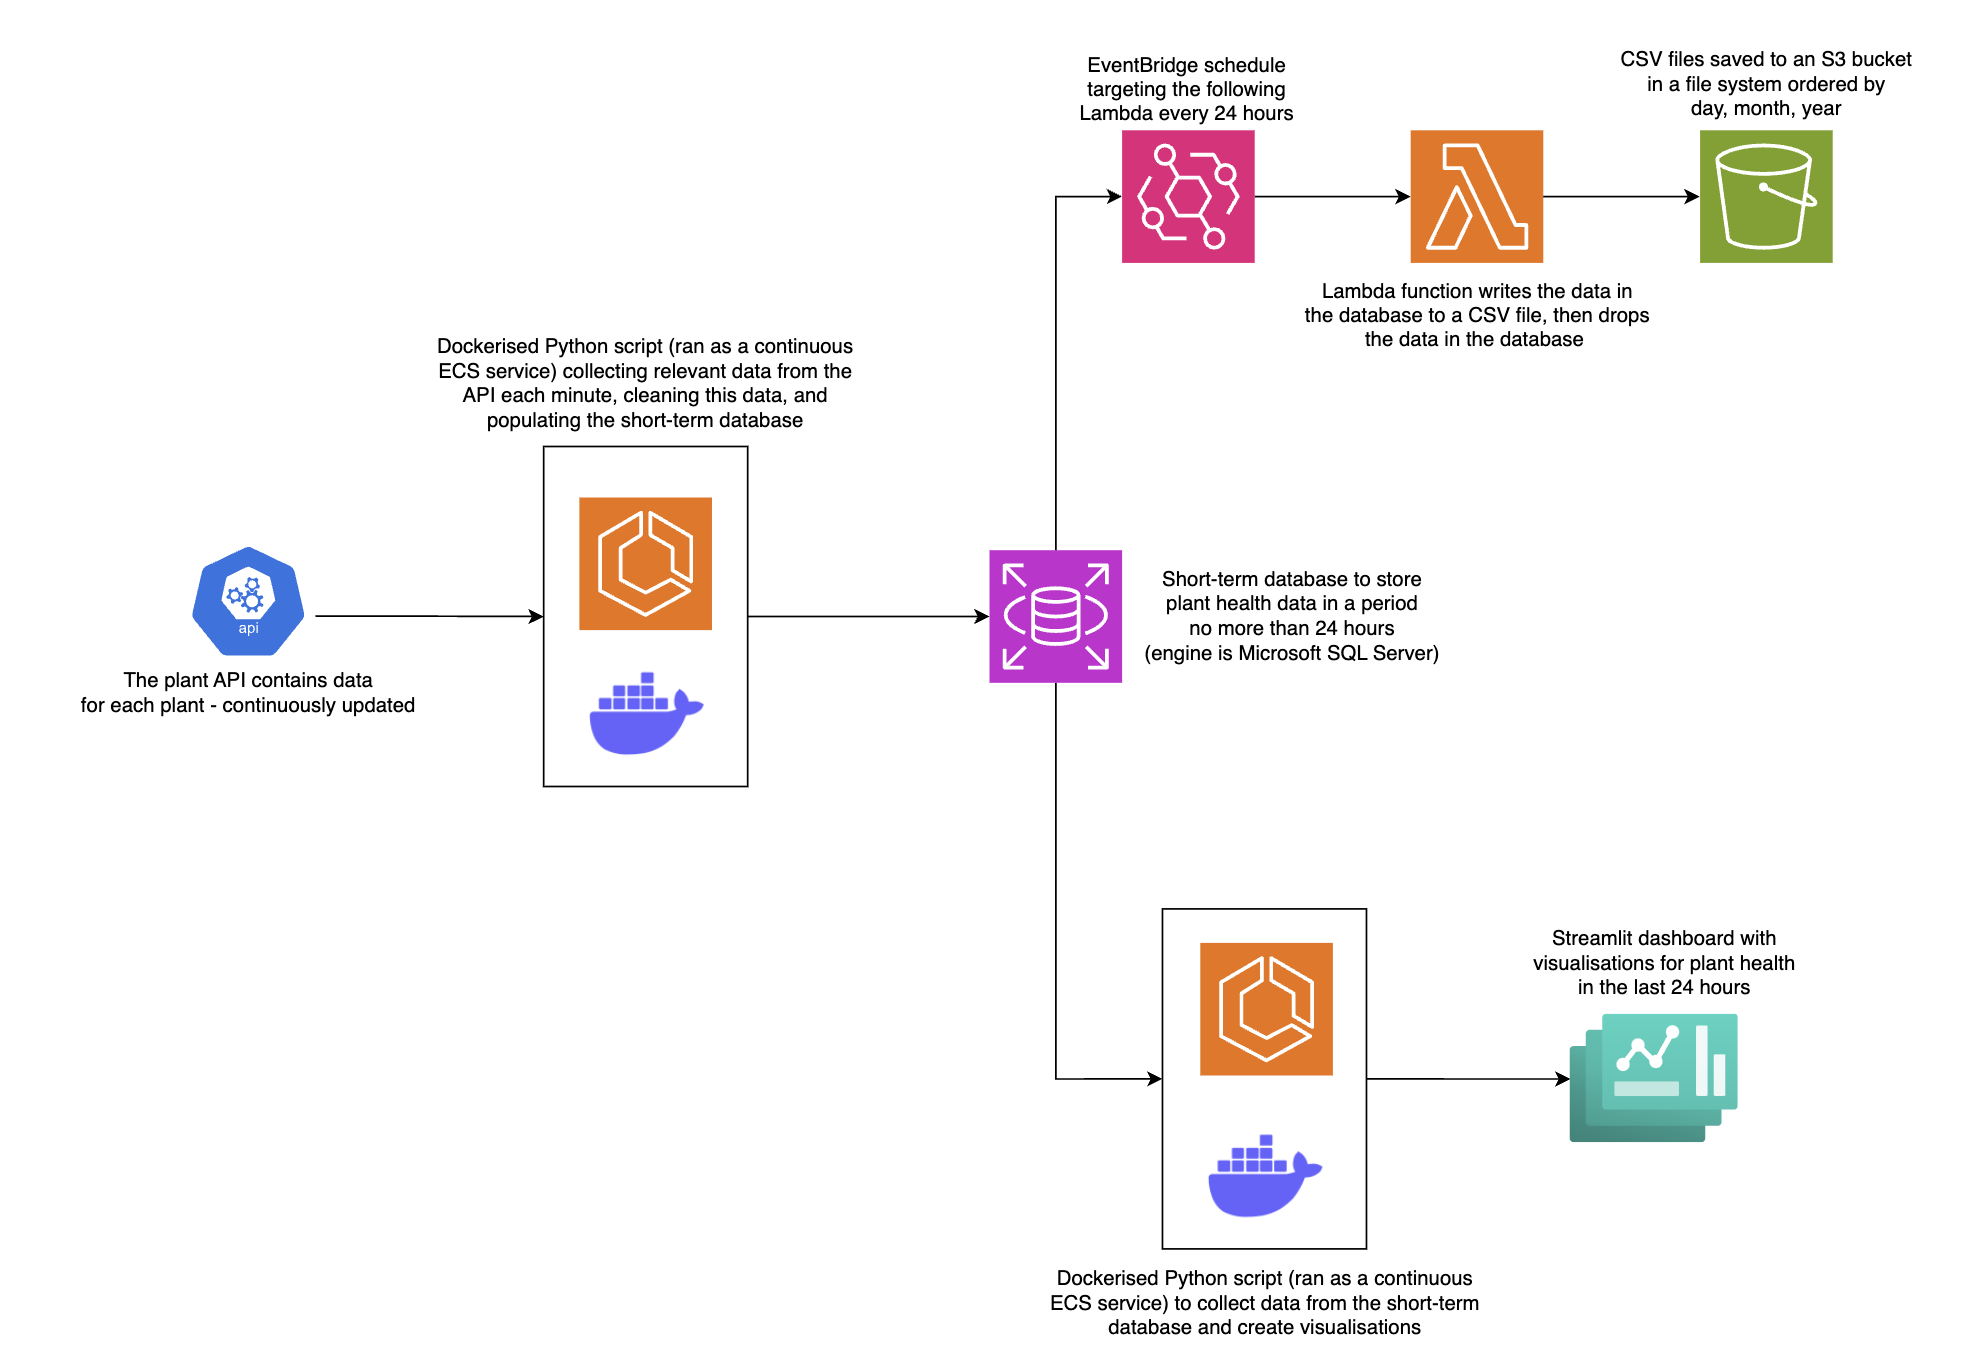 EventBridge schedule
targeting the following
Lambda every 24 hours
CSV files saved to an S3 bucket
in a file system ordered by
day, month, year
Lambda function writes the data in
the database to a CSV file, then drops
the data in the database
Dockerised Python script (ran as a continuous
ECS service) collecting relevant data from the
API each minute, cleaning this data, and
populating the short-term database
api
The plant API contains data
for each plant - continuously updated
Short-term database to store
plant health data in a period
no more than 24 hours
(engine is Microsoft SQL Server)
Streamlit dashboard with
visualisations for plant health
in the last 24 hours
Dockerised Python script (ran as a continuous
ECS service) to collect data from the short-term
database and create visualisations